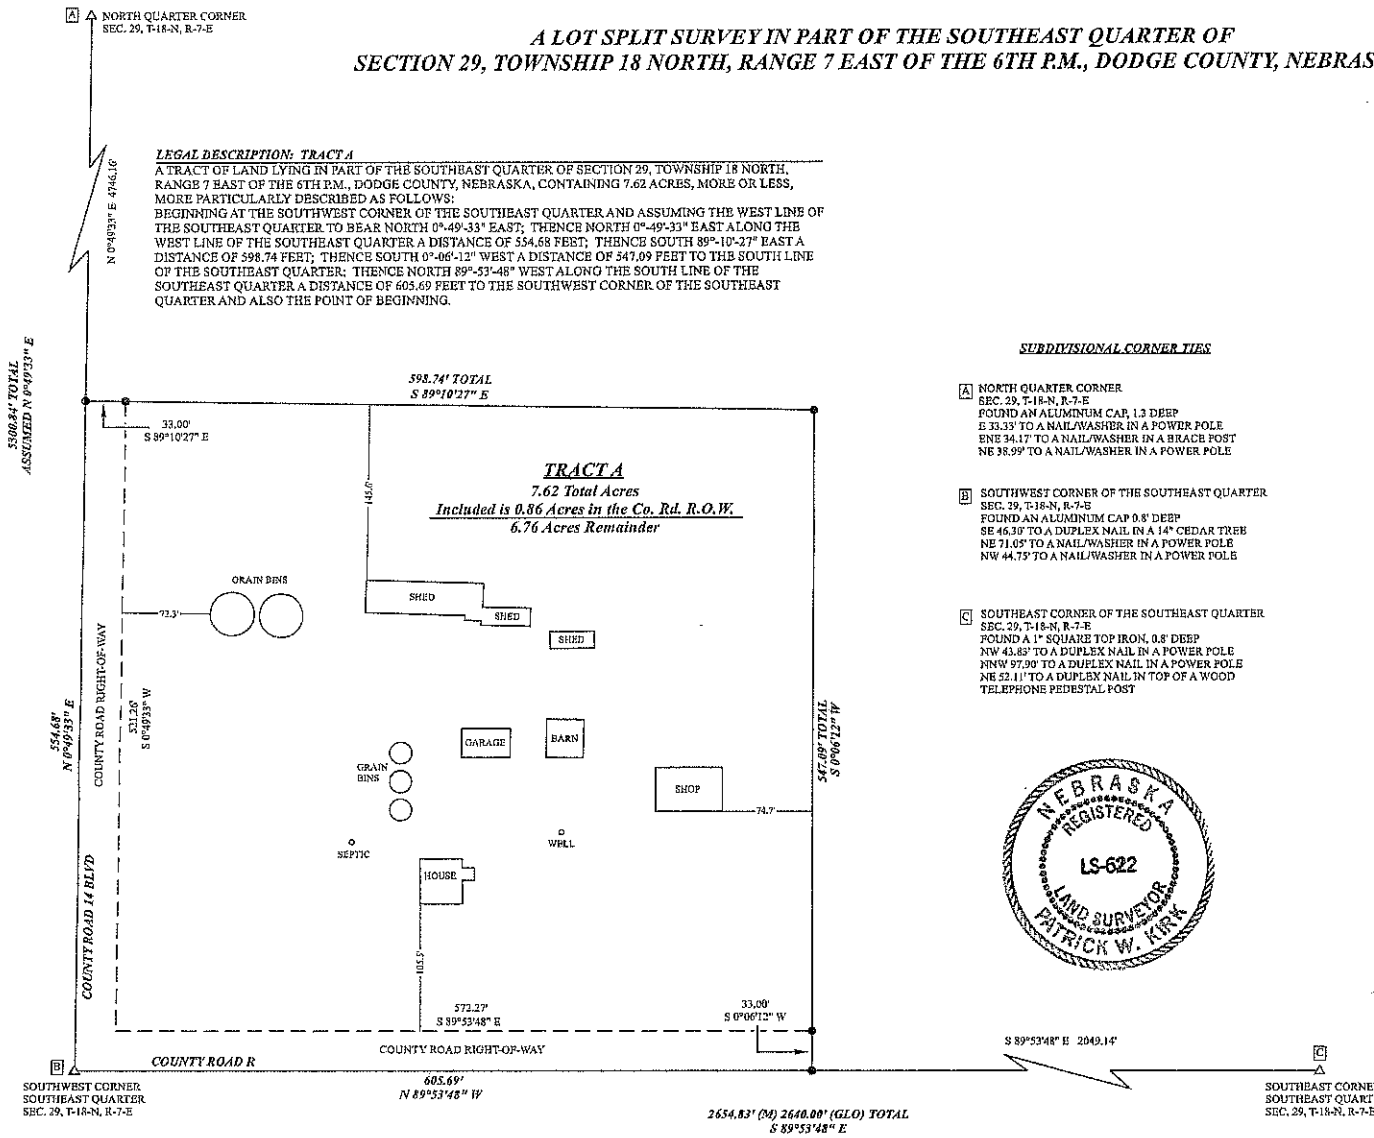 A NORTH QUARTER CORNER
SEC. 29, T-18-N, R-7-E
A LOT SPLIT SURVEY IN PART OF THE SOUTHEAST QUARTER OF
SECTION 29, TOWNSHIP 18 NORTH, RANGE 7 EAST OF THE 6TH P.M., DODGE COUNTY, NEBRAS
N 0°49'33" E 4746.16'
LEGAL DESCRIPTION: TRACT A
A TRACT OF LAND LYING IN PART OF THE SOUTHEAST QUARTER OF SECTION 29, TOWNSHIP 18 NORTH,
RANGE 7 EAST OF THE 6TH P.M., DODGE COUNTY, NEBRASKA, CONTAINING 7.62 ACRES, MORE OR LESS,
MORE PARTICULARLY DESCRIBED AS FOLLOWS:
BEGINNING AT THE SOUTHWEST CORNER OF THE SOUTHEAST QUARTER AND ASSUMING THE WEST LINE OF
THE SOUTHEAST QUARTER TO BEAR NORTH 0°-49'-33" EAST; THENCE NORTH 0°-49'-33" EAST ALONG THE
WEST LINE OF THE SOUTHEAST QUARTER A DISTANCE OF 554.68 FEET; THENCE SOUTH 89°-10'-27" EAST A
DISTANCE OF 598.74 FEET; THENCE SOUTH 0°-06'-12" WEST A DISTANCE OF 547.09 FEET TO THE SOUTH LINE
OF THE SOUTHEAST QUARTER; THENCE NORTH 89°-53'-48" WEST ALONG THE SOUTH LINE OF THE
SOUTHEAST QUARTER A DISTANCE OF 605.69 FEET TO THE SOUTHWEST CORNER OF THE SOUTHEAST
QUARTER AND ALSO THE POINT OF BEGINNING.
5300.84' TOTAL
ASSUMED N 0°49'33" E
598.74' TOTAL
S 89°10'27" E
33.00'
S 89°10'27" E
145.0'
TRACT A
7.62 Total Acres
Included is 0.86 Acres in the Co. Rd. R.O.W.
6.76 Acres Remainder
GRAIN BINS
72.3'
SHED
SHED
SHED
COUNTY ROAD RIGHT-OF-WAY
521.26'
S 0°49'33" W
554.68'
N 0°49'33" E
GARAGE
BARN
GRAIN
BINS
SHOP
74.7'
547.09' TOTAL
S 0°06'12" W
SEPTIC
WELL
HOUSE
105.5'
COUNTY ROAD 14 BLVD
572.27'
S 89°53'48" E
33.00'
S 0°06'12" W
COUNTY ROAD RIGHT-OF-WAY
COUNTY ROAD R
605.69'
N 89°53'48" W
B
SOUTHWEST CORNER
SOUTHEAST QUARTER
SEC. 29, T-18-N, R-7-E
2654.83' (M) 2640.00' (GLO) TOTAL
S 89°53'48" E
S 89°53'48" E 2049.14'
C
SOUTHEAST CORNE
SOUTHEAST QUART
SEC. 29, T-18-N, R-7-E
SUBDIVISIONAL CORNER TIES
A NORTH QUARTER CORNER
SEC. 29, T-18-N, R-7-E
FOUND AN ALUMINUM CAP, 1.3 DEEP
E 33.33' TO A NAIL/WASHER IN A POWER POLE
ENE 34.17' TO A NAIL/WASHER IN A BRACE POST
NE 38.99' TO A NAIL/WASHER IN A POWER POLE
B SOUTHWEST CORNER OF THE SOUTHEAST QUARTER
SEC. 29, T-18-N, R-7-E
FOUND AN ALUMINUM CAP 0.8' DEEP
SE 46.30' TO A DUPLEX NAIL IN A 14" CEDAR TREE
NE 71.05' TO A NAIL/WASHER IN A POWER POLE
NW 44.75' TO A NAIL/WASHER IN A POWER POLE
C SOUTHEAST CORNER OF THE SOUTHEAST QUARTER
SEC. 29, T-18-N, R-7-E
FOUND A 1" SQUARE TOP IRON, 0.8' DEEP
NW 43.85' TO A DUPLEX NAIL IN A POWER POLE
NNW 97.90' TO A DUPLEX NAIL IN A POWER POLE
NE 52.11' TO A DUPLEX NAIL IN TOP OF A WOOD
TELEPHONE PEDESTAL POST
NEBRASKA
REGISTERED
LS-622
LAND SURVEYOR
PATRICK W. KIRK